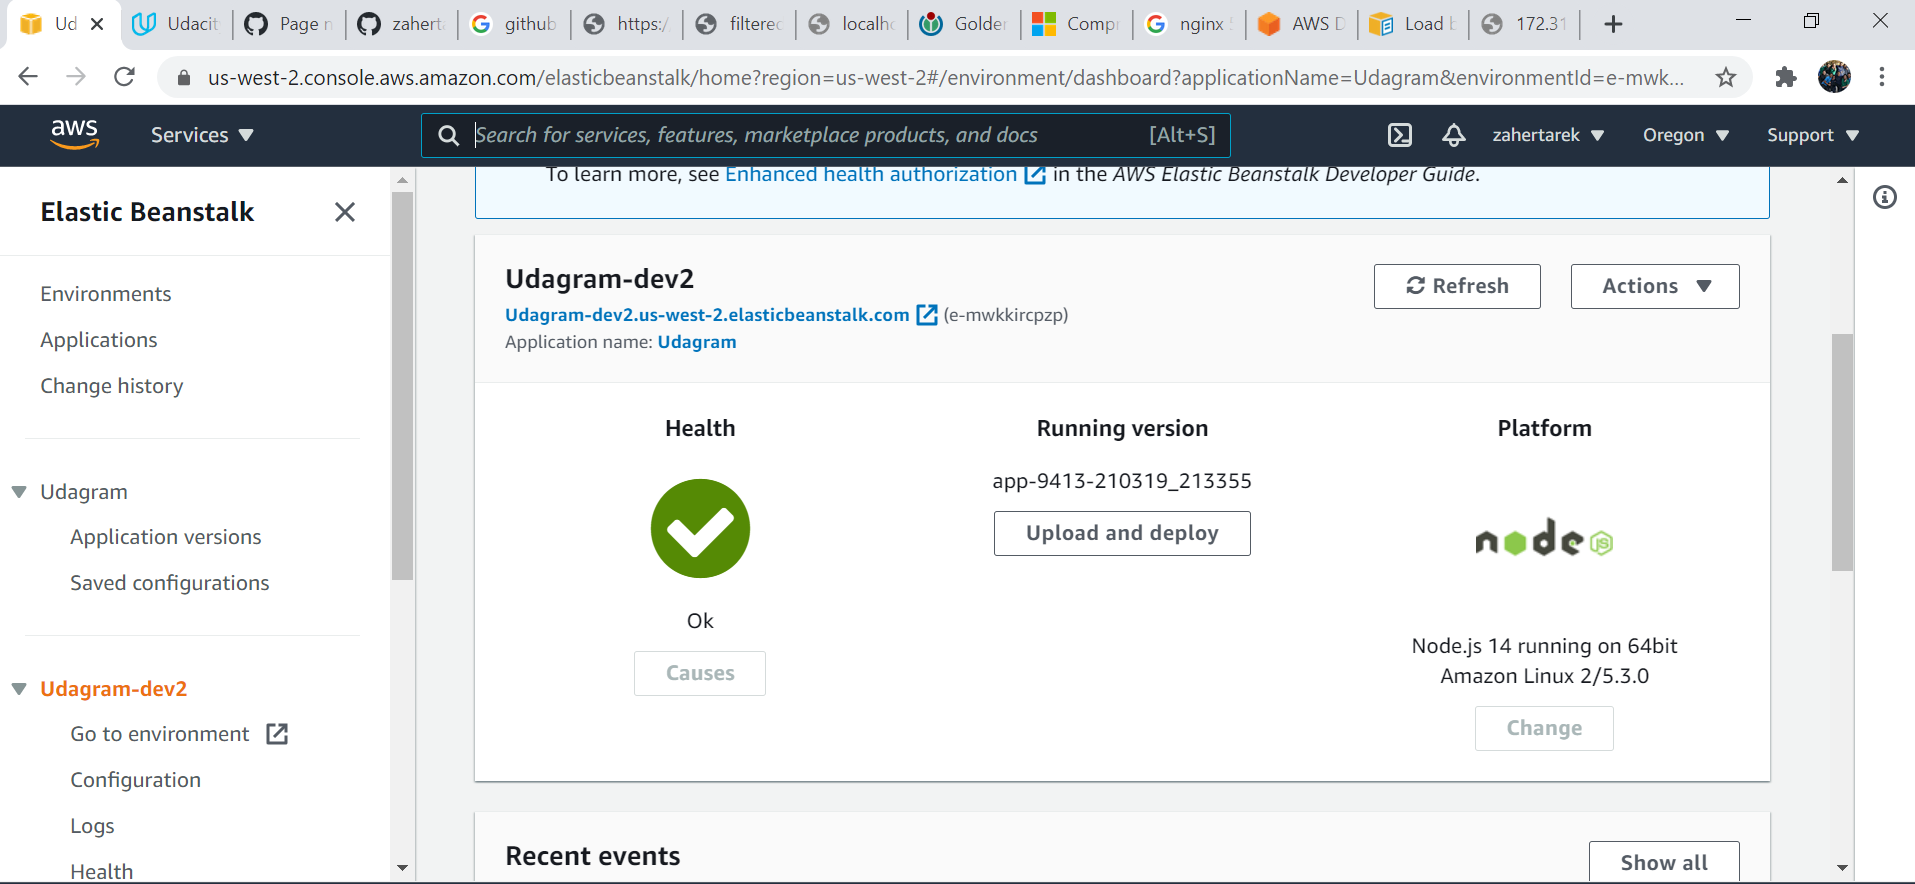 Ud
Udacit
Page n
zaherta
github
https:/
filtered
localho
Golden
Compr
nginx
AWS D
Load b
172.31
us-west-2.console.aws.amazon.com/elasticbeanstalk/home?region=us-west-2#/environment/dashboard?applicationName=Udagram&environmentId=e-mwk...
aws
Services
Search for services, features, marketplace products, and docs
[Alt+S]
zahertarek
Oregon
Support
Elastic Beanstalk
Environments
Applications
Change history
Udagram
Application versions
Saved configurations
Udagram-dev2
Go to environment
Configuration
Logs
Health
To learn more, see Enhanced health authorization in the AWS Elastic Beanstalk Developer Guide.
Udagram-dev2
Udagram-dev2.us-west-2.elasticbeanstalk.com (e-mwkkircpzp)
Application name: Udagram
Refresh
Actions
Health
Ok
Causes
Running version
app-9413-210319_213355
Upload and deploy
Platform
node JS
Node.js 14 running on 64bit
Amazon Linux 2/5.3.0
Change
Recent events
Show all